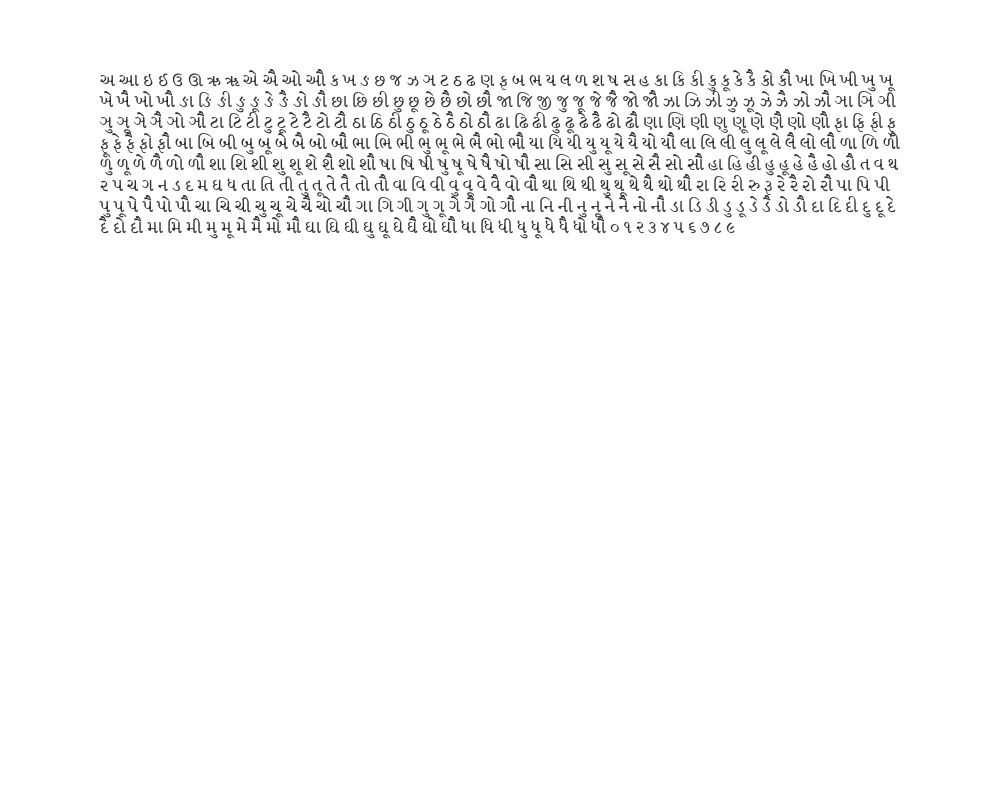 અ આ ઇ ઈ ઉ ઊ ઋ ૠ એ ઐ ઓ ઔ ક ખ ઙ છ જ ઝ ઞ ટ ઠ ઢ ણ ફ બ ભ ય લ ળ શ ષ સ હ કા કિ કી કુ કૂ કે કૈ કો કૌ ખા ખિ ખી ખુ ખૂ
ખે ખૈ ખો ખૌ ઙા ઙિ ઙી ઙુ ઙૂ ઙે ઙૈ ઙો ઙૌ છા છિ છી છુ છૂ છે છૈ છો છૌ જા જિ જી જુ જૂ જે જૈ જો જૌ ઝા ઝિ ઝી ઝુ ઝૂ ઝે ઝૈ ઝો ઝૌ ઞા ઞિ ઞી
ઞુ ઞૂ ઞે ઞૈ ઞો ઞૌ ટા ટિ ટી ટુ ટૂ ટે ટૈ ટો ટૌ ઠા ઠિ ઠી ઠુ ઠૂ ઠે ઠૈ ઠો ઠૌ ઢા ઢિ ઢી ઢુ ઢૂ ઢે ઢૈ ઢો ઢૌ ણા ણિ ણી ણુ ણૂ ણે ણૈ ણો ણૌ ફા ફિ ફી ફુ
ફૂ ફે ફૈ ફો ફૌ બા બિ બી બુ બૂ બે બૈ બો બૌ ભા ભિ ભી ભુ ભૂ ભે ભૈ ભો ભૌ યા યિ યી યુ યૂ યે યૈ યો યૌ લા લિ લી લુ લૂ લે લૈ લો લૌ ળા ળિ ળી
ળુ ળૂ ળે ળૈ ળો ળૌ શા શિ શી શુ શૂ શે શૈ શો શૌ ષા ષિ ષી ષુ ષૂ ષે ષૈ ષો ષૌ સા સિ સી સુ સૂ સે સૈ સો સૌ હા હિ હી હુ હૂ હે હૈ હો હૌ ત વ થ
ર પ ચ ગ ન ડ દ મ ઘ ધ તા તિ તી તુ તૂ તે તૈ તો તૌ વા વિ વી વુ વૂ વે વૈ વો વૌ થા થિ થી થુ થૂ થે થૈ થો થૌ રા રિ રી રુ રૂ રે રૈ રો રૌ પા પિ પી
પુ પૂ પે પૈ પો પૌ ચા ચિ ચી ચુ ચૂ ચે ચૈ ચો ચૌ ગા ગિ ગી ગુ ગૂ ગે ગૈ ગો ગૌ ના નિ ની નુ નૂ ને નૈ નો નૌ ડા ડિ ડી ડુ ડૂ ડે ડૈ ડો ડૌ દા દિ દી દુ દૂ દે
દૈ દો દૌ મા મિ મી મુ મૂ મે મૈ મો મૌ ઘા ઘિ ઘી ઘુ ઘૂ ઘે ઘૈ ઘો ઘૌ ધા ધિ ધી ધુ ધૂ ધે ધૈ ધો ધૌ ૦ ૧ ૨ ૩ ૪ ૫ ૬ ૭ ૮ ૯